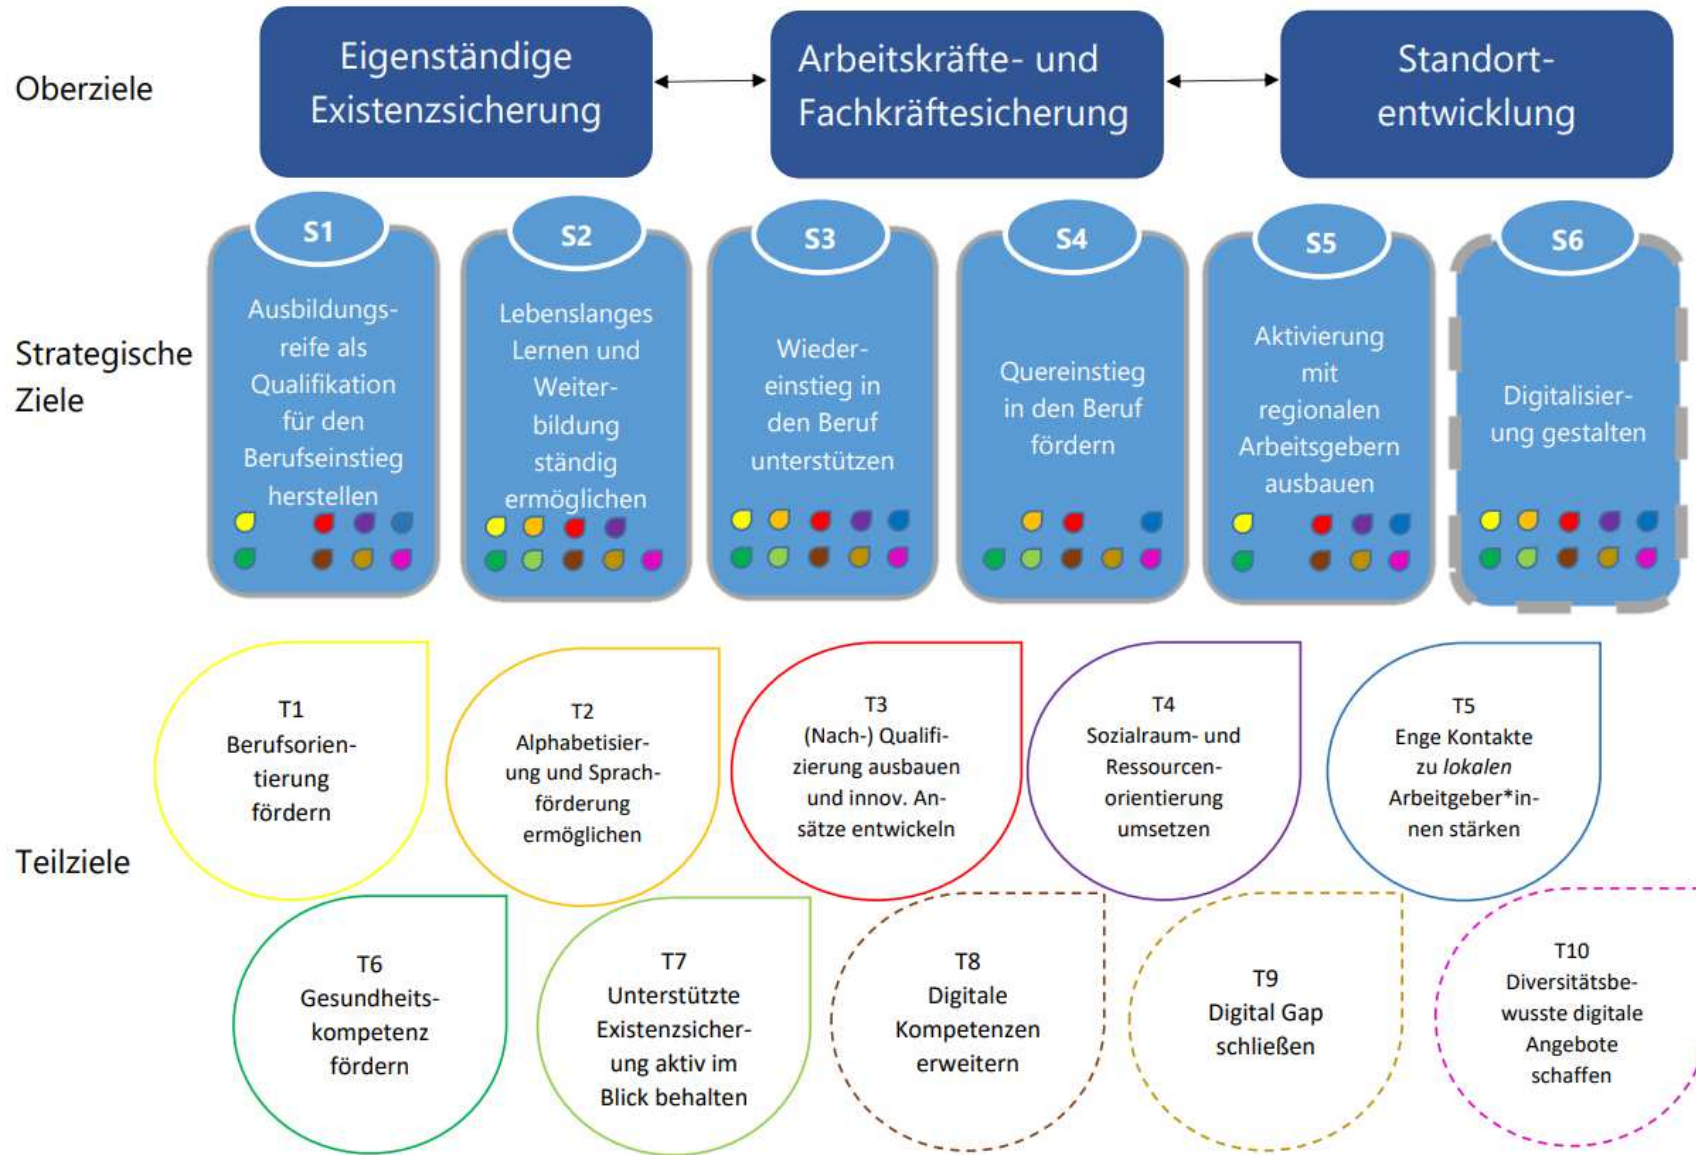 Oberziele
Eigenständige
Existenzsicherung
Arbeitskräfte- und
Fachkräftesicherung
Standort-
entwicklung
Strategische
Ziele
S1
Ausbildungs-
reife als
Qualifikation
für den
Berufseinstieg
herstellen
S2
Lebenslanges
Lernen und
Weiter-
bildung
ständig
ermöglichen
S3
Wieder-
einstieg in
den Beruf
unterstützen
S4
Quereinstieg
in den Beruf
fördern
S5
Aktivierung
mit
regionalen
Arbeitsgebern
ausbauen
S6
Digitalisier-
ung gestalten
Teilziele
T1
Berufsorien-
tierung
fördern
T2
Alphabetisier-
ung und Sprach-
förderung
ermöglichen
T3
(Nach-) Qualifi-
zierung ausbauen
und innov. An-
sätze entwickeln
T4
Sozialraum- und
Ressourcen-
orientierung
umsetzen
T5
Enge Kontakte
zu lokalen
Arbeitgeber*in-
nen stärken
T6
Gesundheits-
kompetenz
fördern
T7
Unterstützte
Existenzsicher-
ung aktiv im
Blick behalten
T8
Digitale
Kompetenzen
erweitern
T9
Digital Gap
schließen
T10
Diversitätsbe-
wusste digitale
Angebote
schaffen